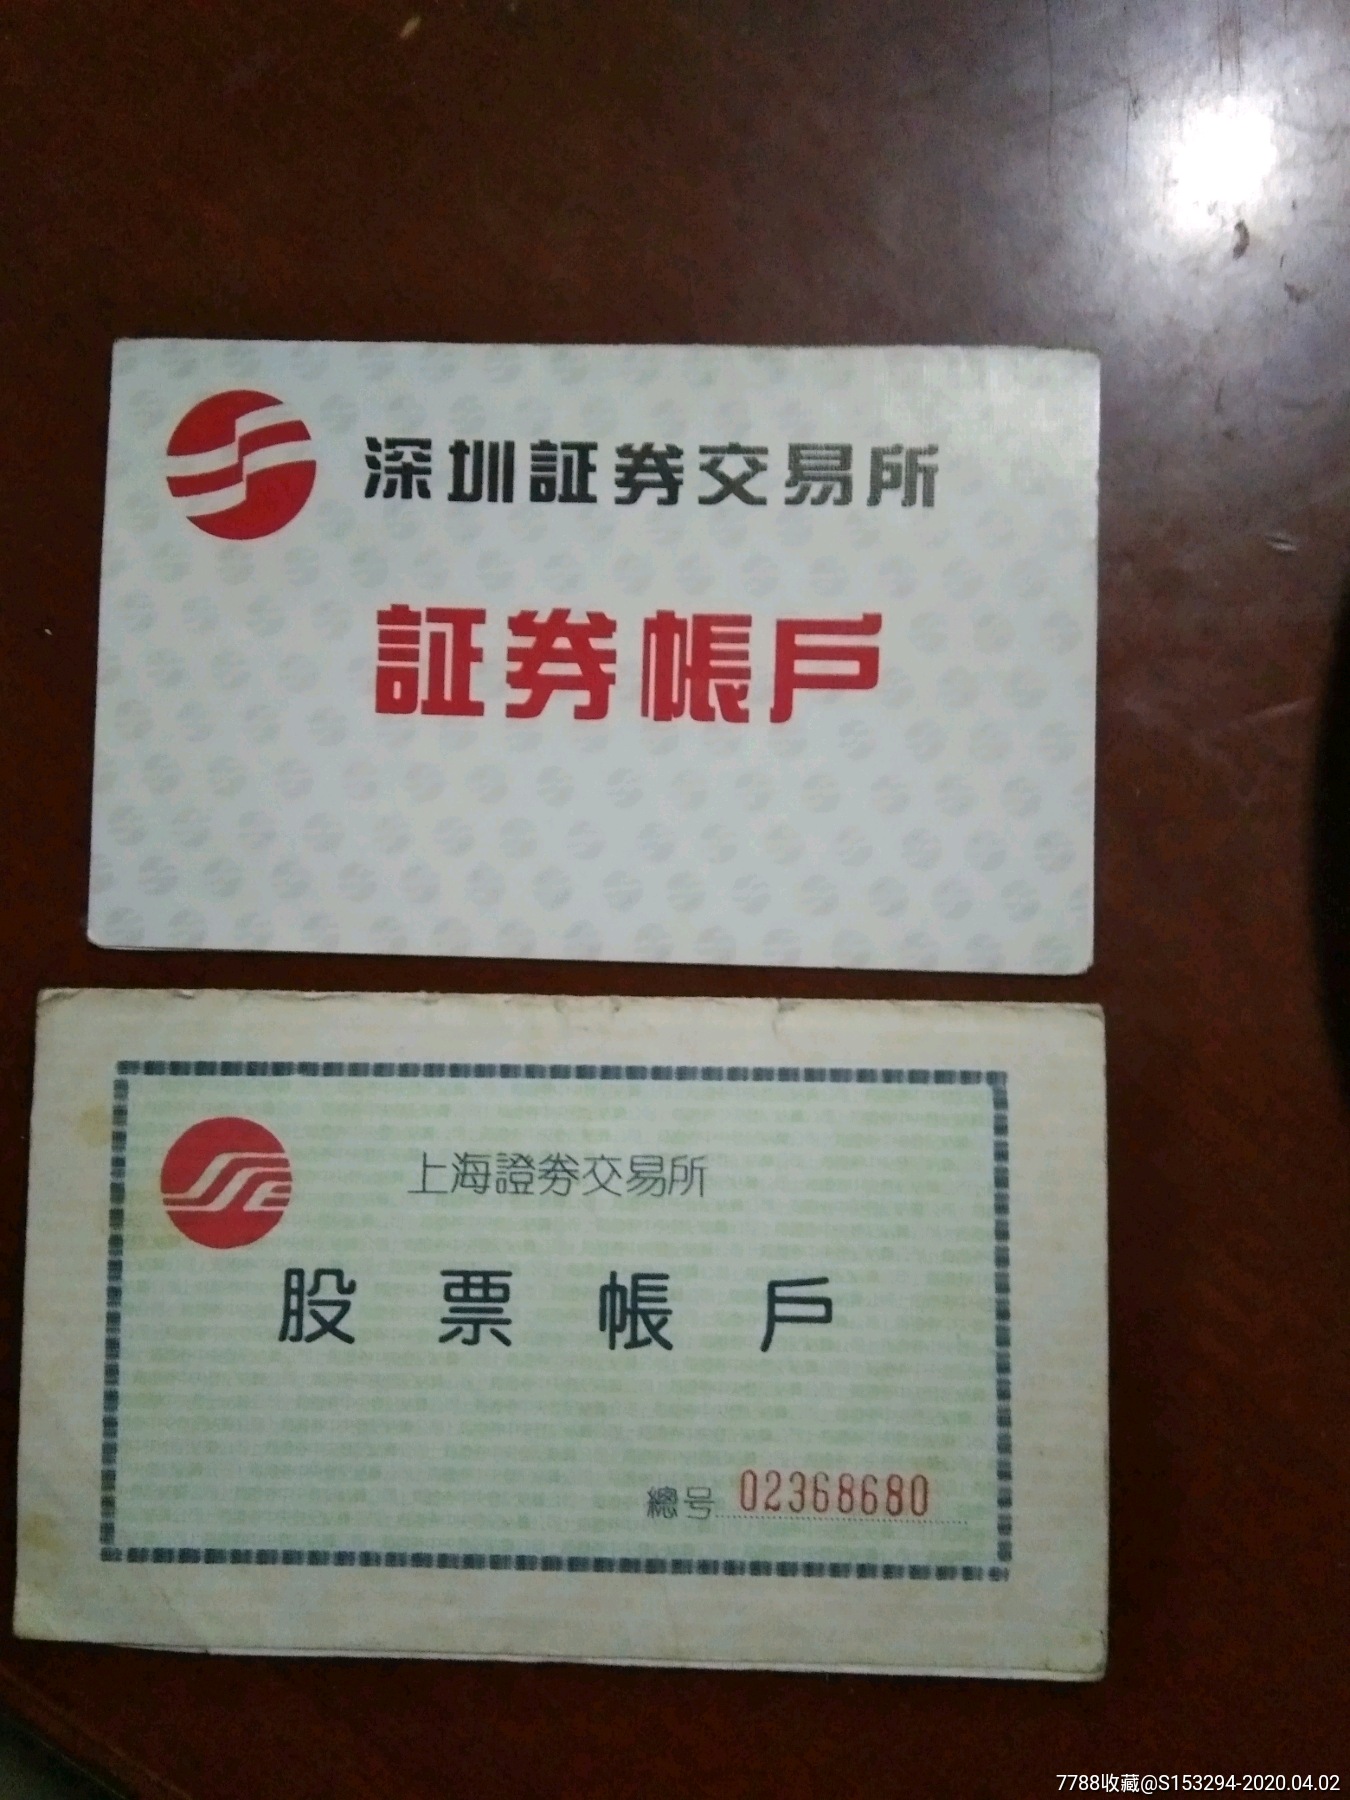 深圳証券交易所
証券帳戶
上海證券交易所
股票帳戶
總号 02368680
7788收藏@S153294-2020.04.02